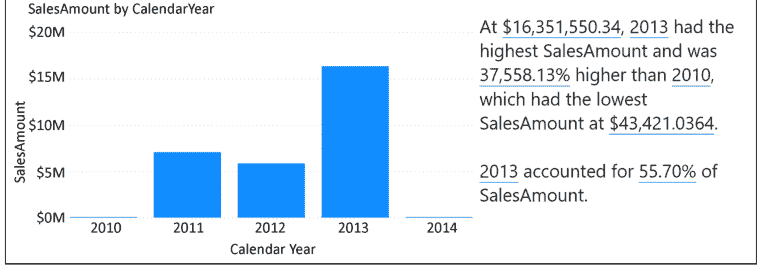 SalesAmount by CalendarYear
$20M
$15M
$10M
$5M
$0M
SalesAmount
2010 2011 2012 2013 2014
Calendar Year
At $16,351,550.34, 2013 had the
highest SalesAmount and was
37,558.13% higher than 2010,
which had the lowest
SalesAmount at $43,421.0364.
2013 accounted for 55.70% of
SalesAmount.